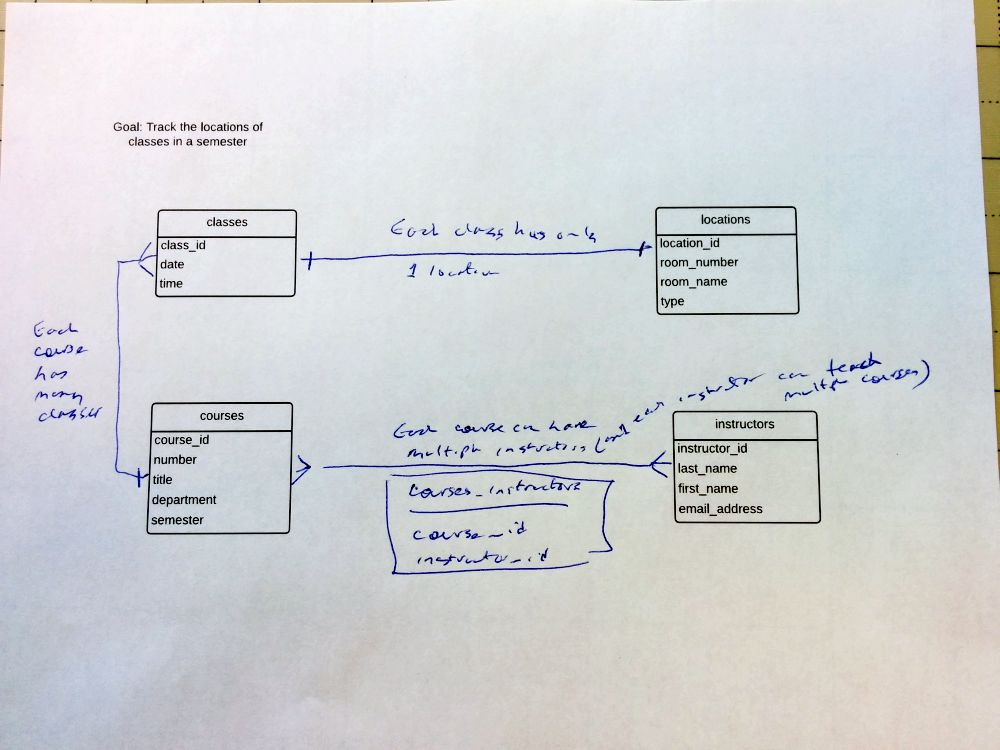 Goal: Track the locations of
classes in a semester
classes
class_id
date
time
Each class has only
1 location
locations
location_id
room_number
room_name
type
Each
course
has
many
classes
courses
course_id
number
title
department
semester
Each course can have
multiple instructors (and each instructor can teach
multiple courses)
courses_instructors
course_id
instructor_id
instructors
instructor_id
last_name
first_name
email_address